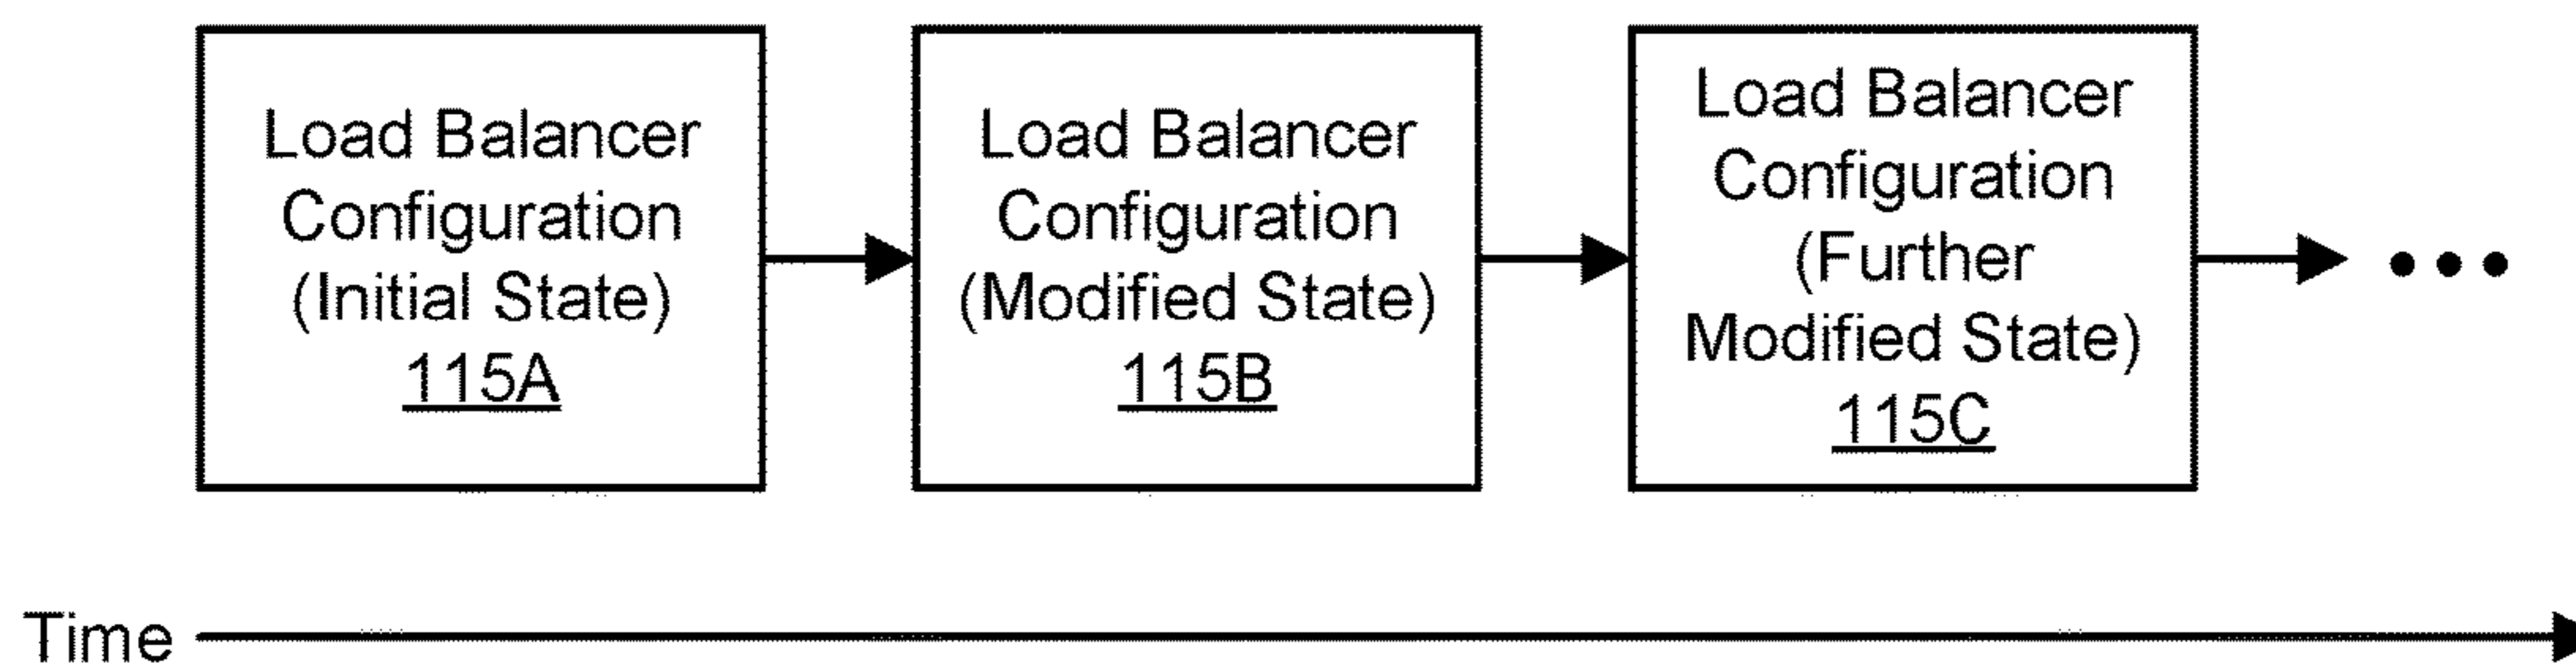 Load Balancer
Configuration
(Initial State)
115A
Load Balancer
Configuration
(Modified State)
115B
Load Balancer
Configuration
(Further
Modified State)
115C
Time